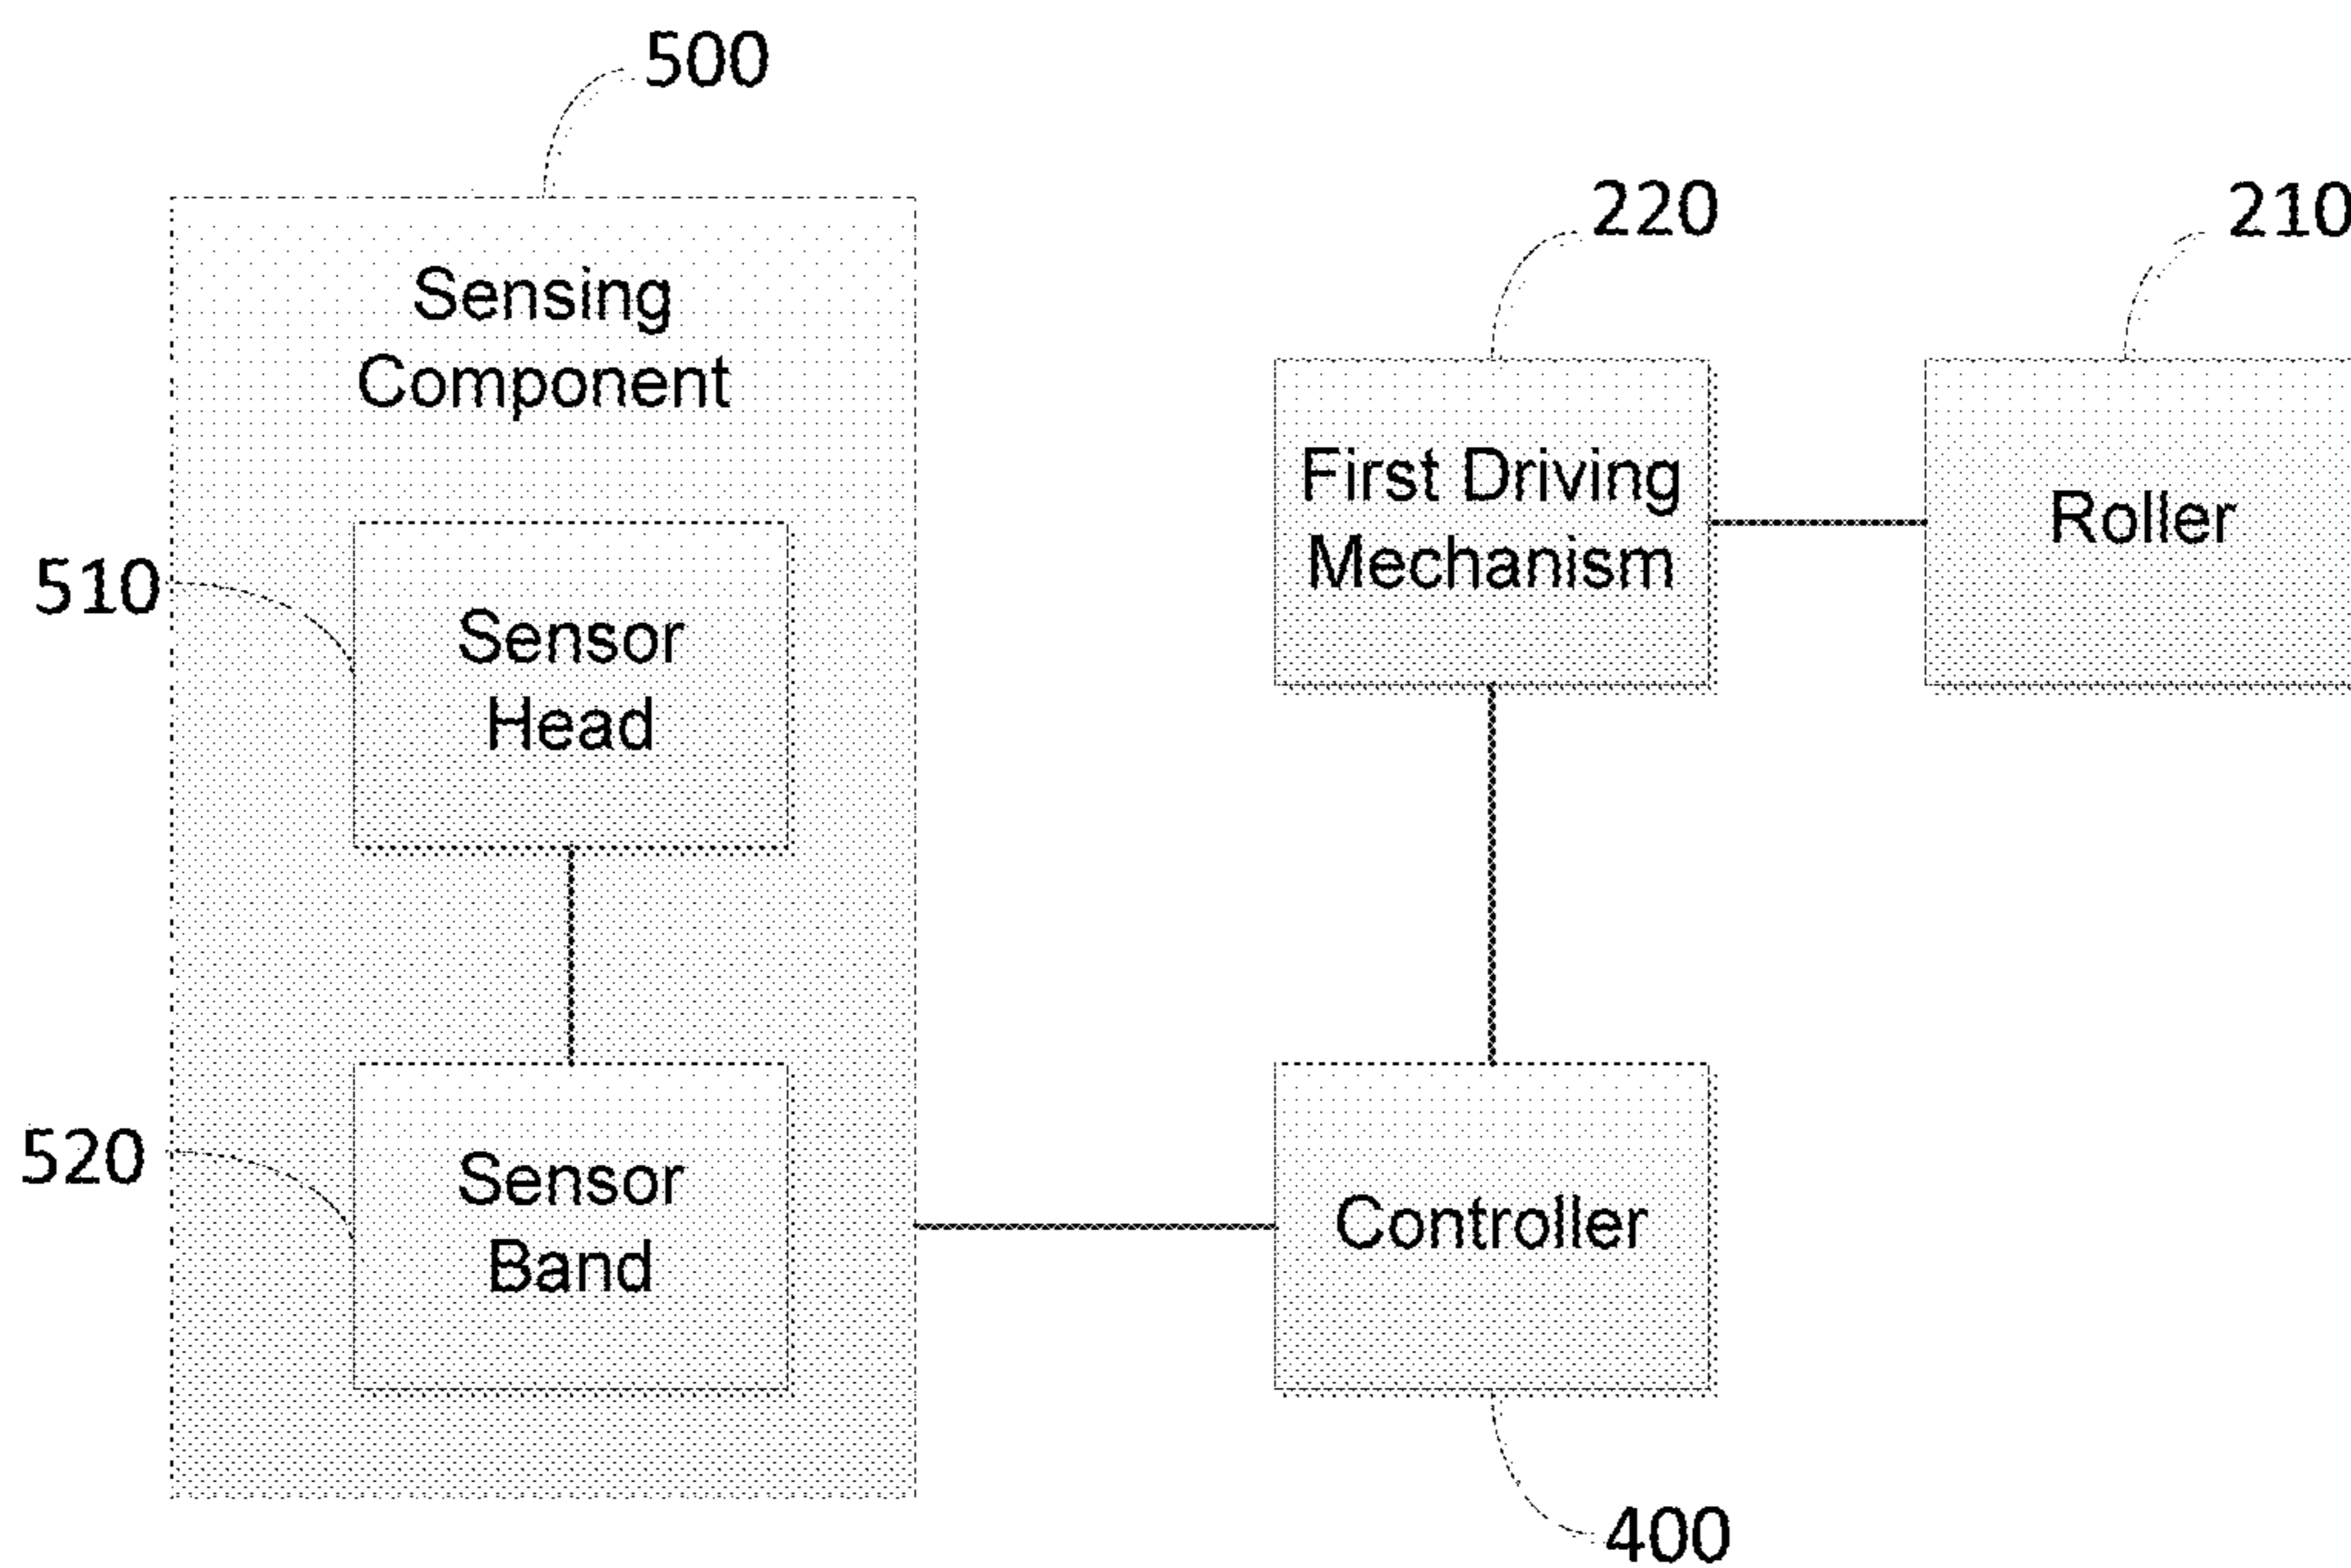 500
220
210
Sensing
Component
First Driving
Mechanism
Roller
510
Sensor
Head
520
Sensor
Band
Controller
400